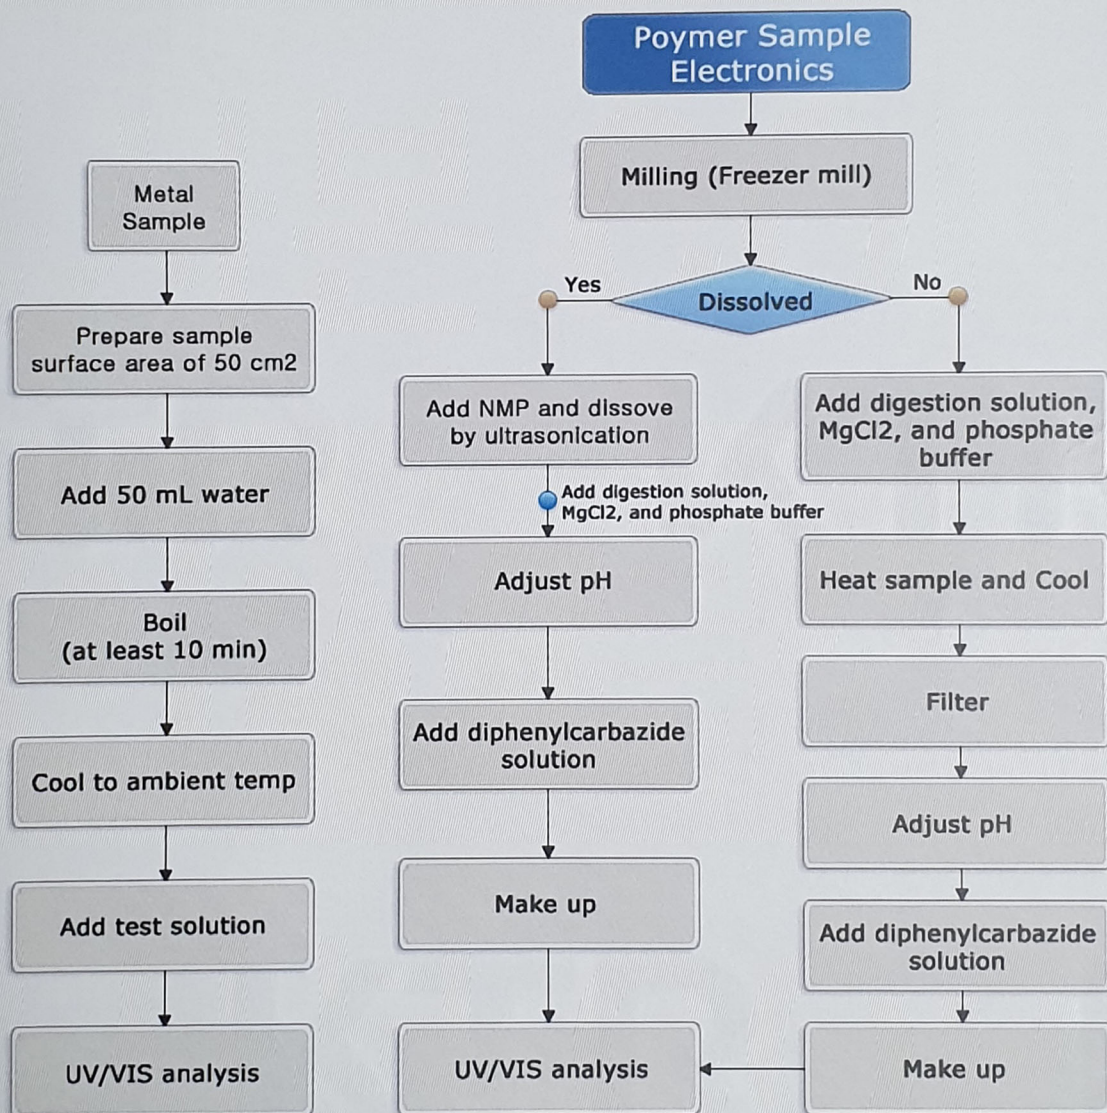 Poymer Sample
Electronics
Milling (Freezer mill)
Dissolved
Yes
No
Metal
Sample
Prepare sample
surface area of 50 cm2
Add 50 mL water
Boil
(at least 10 min)
Cool to ambient temp
Add test solution
UV/VIS analysis
Add NMP and dissove
by ultrasonication
Add digestion solution,
MgCl2, and phosphate buffer
Adjust pH
Add diphenylcarbazide
solution
Make up
UV/VIS analysis
Add digestion solution,
MgCl2, and phosphate
buffer
Heat sample and Cool
Filter
Adjust pH
Add diphenylcarbazide
solution
Make up